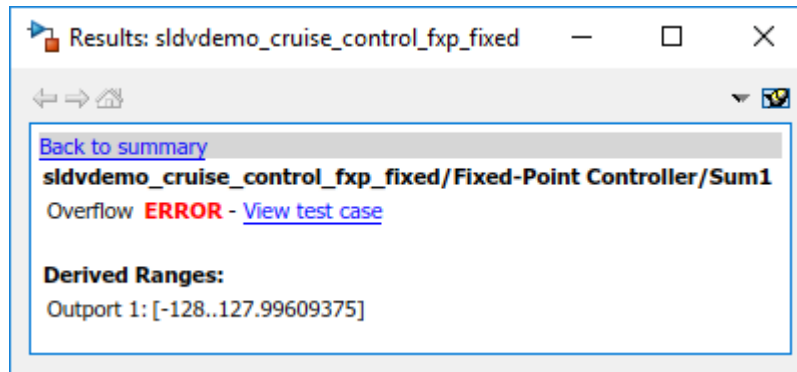 Results: sldvdemo_cruise_control_fxp_fixed
Back to summary
sldvdemo_cruise_control_fxp_fixed/Fixed-Point Controller/Sum1
Overflow ERROR - View test case
Derived Ranges:
Outport 1: [-128..127.99609375]